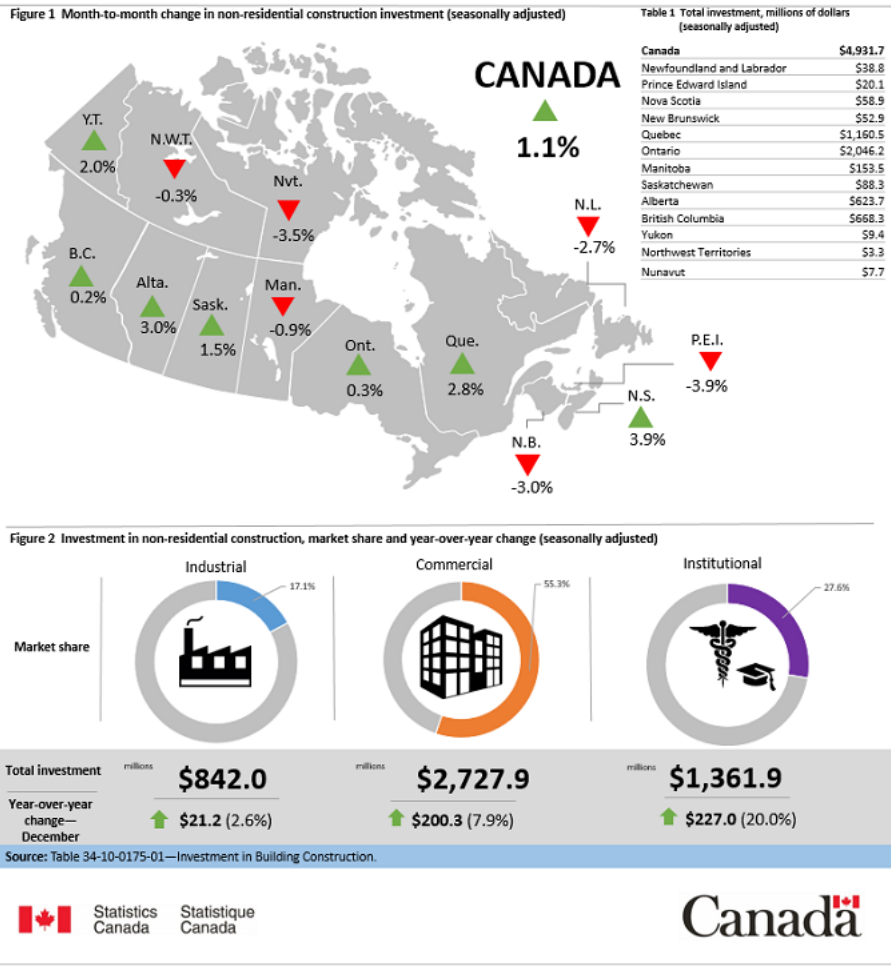 Figure 1 Month-to-month change in non-residential construction investment (seasonally adjusted)
Table 1 Total investment, millions of dollars
(seasonally adjusted)
Canada $4,931.7
Newfoundland and Labrador $38.8
Prince Edward Island $20.1
Nova Scotia $58.9
New Brunswick $52.9
Quebec $1,160.5
Ontario $2,046.2
Manitoba $153.5
Saskatchewan $88.3
Alberta $623.7
British Columbia $668.3
Yukon $9.4
Northwest Territories $3.3
Nunavut $7.7
CANADA
1.1%
Y.T.
2.0%
N.W.T.
-0.3%
Nvt.
-3.5%
N.L.
-2.7%
B.C.
0.2%
Alta.
3.0%
Sask.
1.5%
Man.
-0.9%
Ont.
0.3%
Que.
2.8%
P.E.I.
-3.9%
N.S.
3.9%
N.B.
-3.0%
Figure 2 Investment in non-residential construction, market share and year-over-year change (seasonally adjusted)
Industrial Commercial Institutional
17.1% 55.3% 27.6%
Market share
Total investment millions $842.0 millions $2,727.9 millions $1,361.9
Year-over-year
change—
December
$21.2 (2.6%) $200.3 (7.9%) $227.0 (20.0%)
Source: Table 34-10-0175-01—Investment in Building Construction.
Statistics Statistique
Canada Canada
Canada